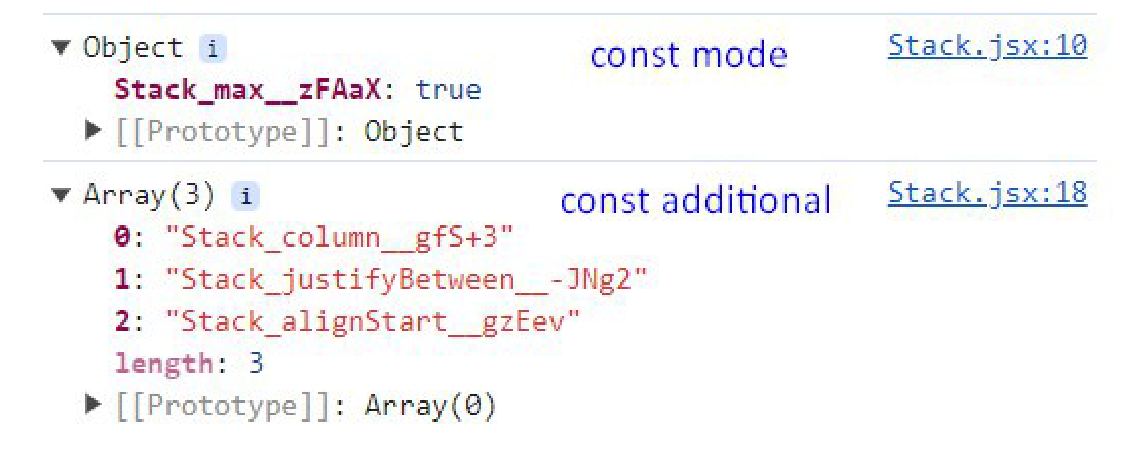 ▼ Object i const mode Stack.jsx:10
Stack_max__zFAaX: true
▶ [[Prototype]]: Object
▼ Array(3) i const additional Stack.jsx:18
0: "Stack_column__gfS+3"
1: "Stack_justifyBetween__-JNg2"
2: "Stack_alignStart__gzEev"
length: 3
▶ [[Prototype]]: Array(0)